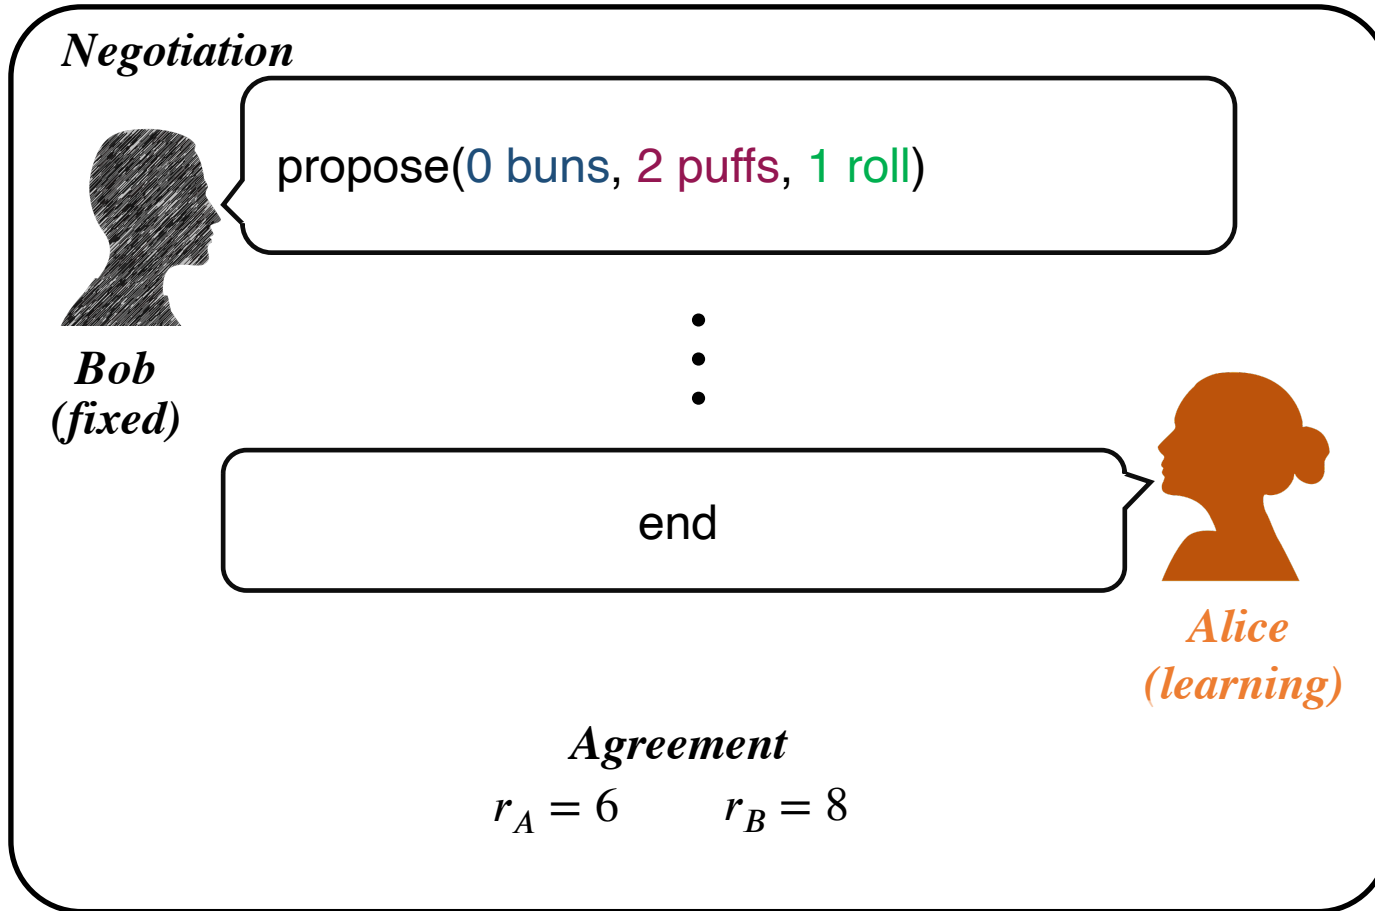 Negotiation
propose(0 buns, 2 puffs, 1 roll)
Bob
(fixed)
end
Alice
(learning)
Agreement
r_A = 6 r_B = 8